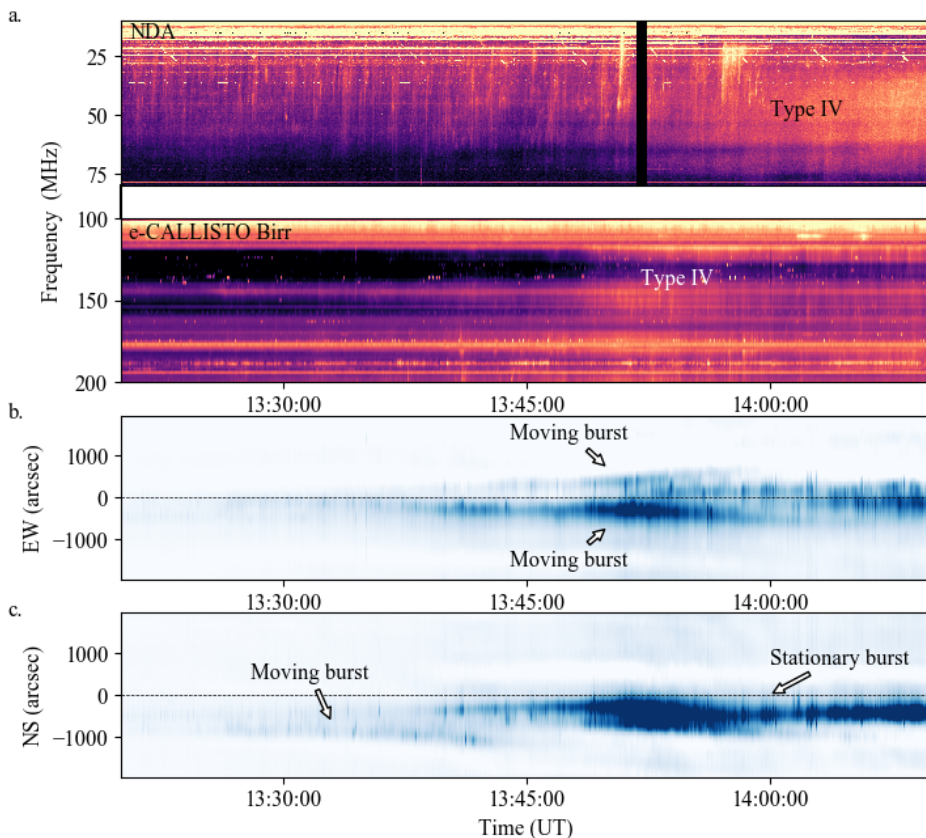 a.
NDA
25
50
Type IV
75
Frequency (MHz)
100
e-CALLISTO Birr
Type IV
150
200
13:30:00 13:45:00 14:00:00
b.
Moving burst
1000
0
EW (arcsec)
−1000
Moving burst
13:30:00 13:45:00 14:00:00
c.
1000
Moving burst
Stationary burst
0
NS (arcsec)
−1000
13:30:00 13:45:00 14:00:00
Time (UT)